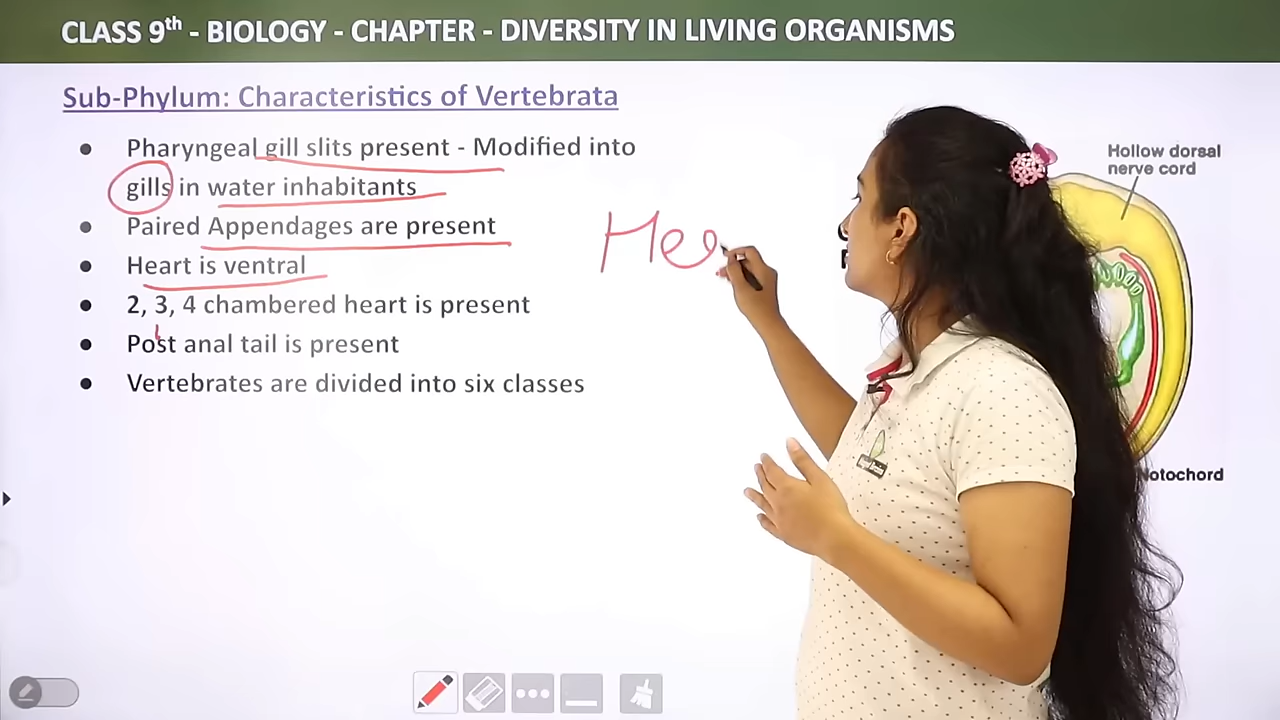 CLASS 9th - BIOLOGY - CHAPTER - DIVERSITY IN LIVING ORGANISMS
Sub-Phylum: Characteristics of Vertebrata
Pharyngeal gill slits present - Modified into
gills in water inhabitants
Paired Appendages are present
Heart is ventral
2, 3, 4 chambered heart is present
Post anal tail is present
Vertebrates are divided into six classes
Hea
Hollow dorsal
nerve cord